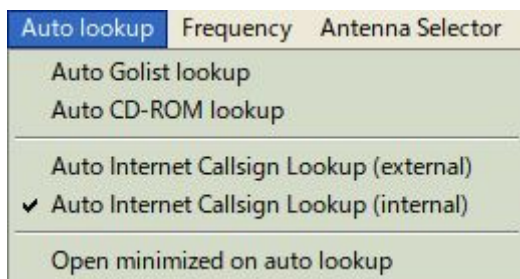 Auto lookup Frequency Antenna Selector
Auto Golist lookup
Auto CD-ROM lookup
Auto Internet Callsign Lookup (external)
Auto Internet Callsign Lookup (internal)
Open minimized on auto lookup